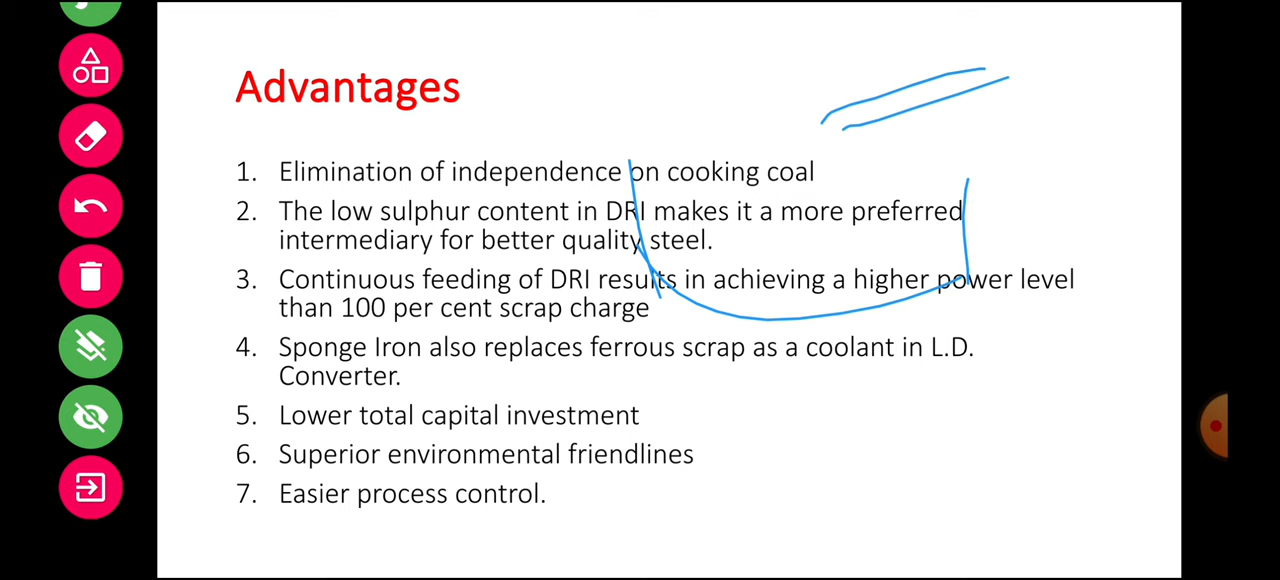 Advantages
1. Elimination of independence on cooking coal
2. The low sulphur content in DRI makes it a more preferred
intermediary for better quality steel.
3. Continuous feeding of DRI results in achieving a higher power level
than 100 per cent scrap charge
4. Sponge Iron also replaces ferrous scrap as a coolant in L.D.
Converter.
5. Lower total capital investment
6. Superior environmental friendlines
7. Easier process control.